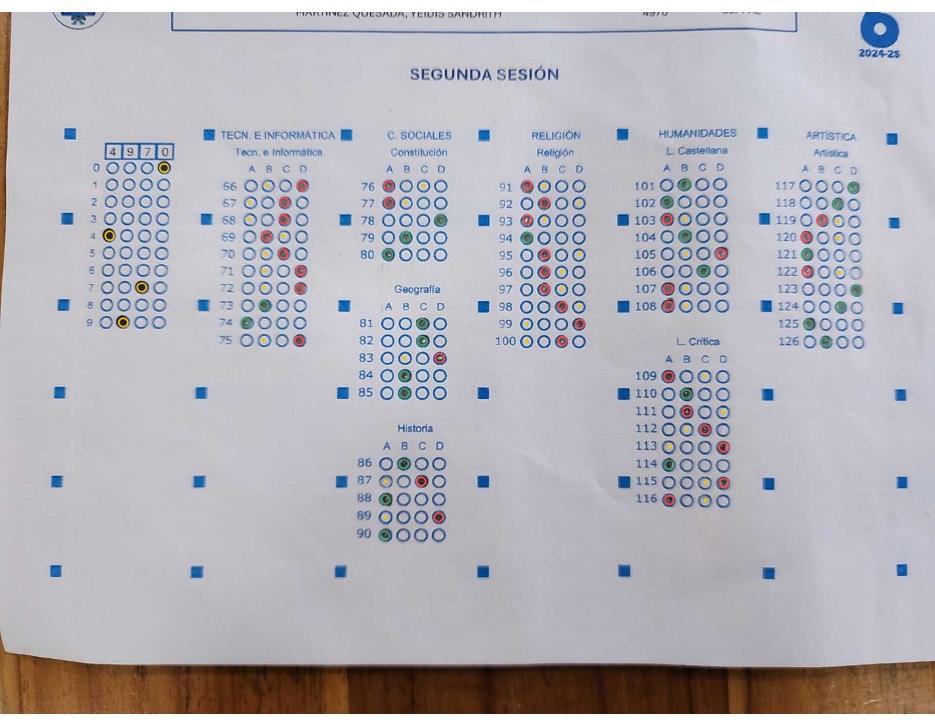 MARTINEZ QUESADA, YEIDIS SANDRITH 4970
6
2024-25
SEGUNDA SESIÓN
TECN. E INFORMÁTICA C. SOCIALES RELIGIÓN HUMANIDADES ARTÍSTICA
4 9 7 0 Tecn. e Informática Constitución Religión L. Castellana Artística
A B C D A B C D A B C D A B C D A B C D
0 66 76 91 101 117
1 67 77 92 102 118
2 68 78 93 103 119
3 69 79 94 104 120
4 70 80 95 105 121
5 71 96 106 122
6 72 Geografía 97 107 123
7 73 A B C D 98 108 124
8 74 81 99 125
9 75 82 100 L. Crítica 126
83 A B C D
84 109
85 110
Historia 111
A B C D 112
86 113
87 114
88 115
89 116
90